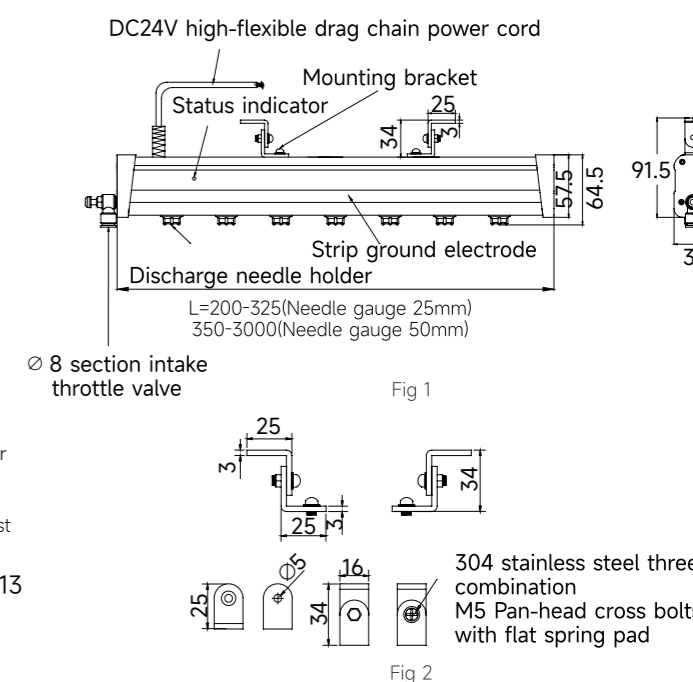 DC24V high-flexible drag chain power cord
Mounting bracket
Status indicator
25
34
3
57.5
64.5
91.5
3
Strip ground electrode
Discharge needle holder
L=200-325(Needle gauge 25mm)
350-3000(Needle gauge 50mm)
∅ 8 section intake
throttle valve
Fig 1
25
3
34
25
3
13
∅5
16
25
34
304 stainless steel three
combination
M5 Pan-head cross bolts
with flat spring pad
Fig 2